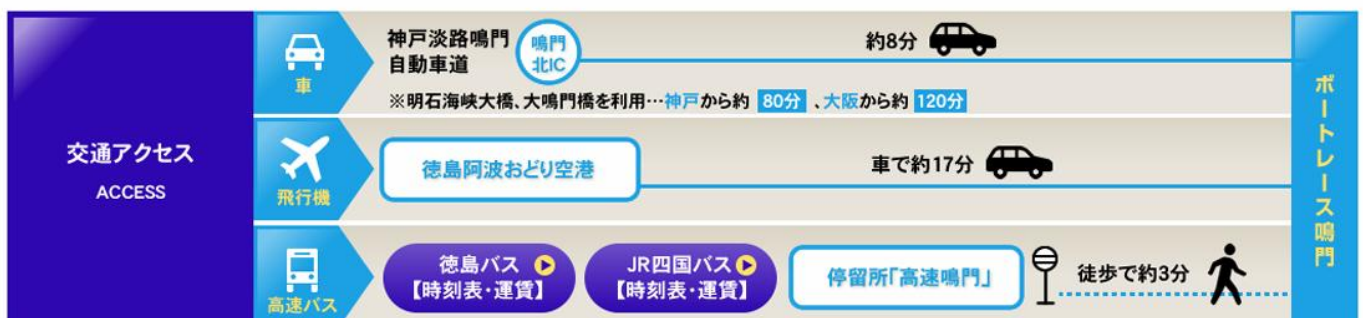 交通アクセス
ACCESS
車
神戸淡路鳴門
自動車道
鳴門
北IC
約8分
※明石海峡大橋、大鳴門橋を利用…神戸から約 80分 、大阪から約 120分
飛行機
徳島阿波おどり空港
車で約17分
高速バス
徳島バス
【時刻表・運賃】
JR四国バス
【時刻表・運賃】
停留所「高速鳴門」
徒歩で約3分
ボートレース鳴門